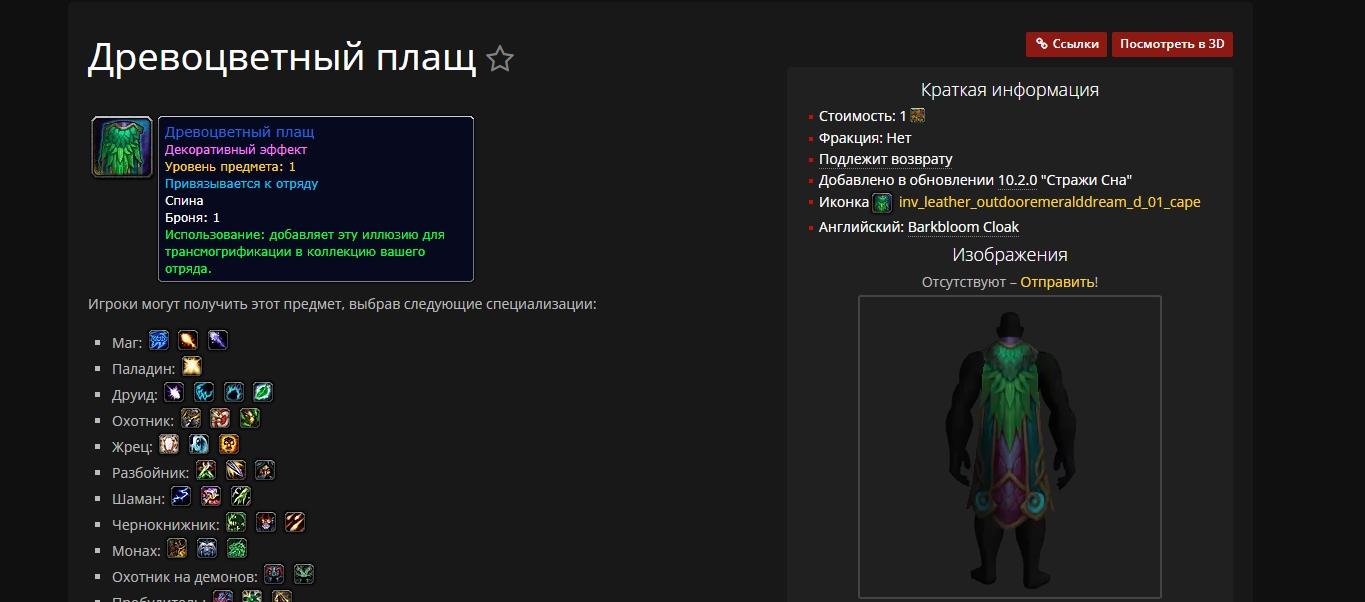 Древоцветный плащ
Ссылки
Посмотреть в 3D
Древоцветный плащ
Декоративный эффект
Уровень предмета: 1
Привязывается к отряду
Спина
Броня: 1
Использование: добавляет эту иллюзию для
трансмогрификации в коллекцию вашего
отряда.
Игроки могут получить этот предмет, выбрав следующие специализации:
Маг:
Паладин:
Друид:
Охотник:
Жрец:
Разбойник:
Шаман:
Чернокнижник:
Монах:
Охотник на демонов:
Пробудитель:
Краткая информация
Стоимость: 1
Фракция: Нет
Подлежит возврату
Добавлено в обновлении 10.2.0 "Стражи Сна"
Иконка inv_leather_outdooremeralddream_d_01_cape
Английский: Barkbloom Cloak
Изображения
Отсутствуют – Отправить!